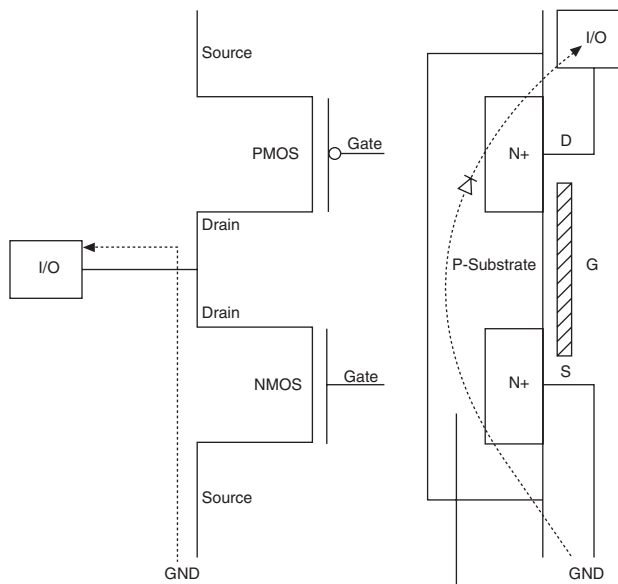 Source
PMOS
Gate
Drain
I/O
Drain
NMOS
Gate
Source
GND
I/O
N+
D
P-Substrate
G
S
N+
GND